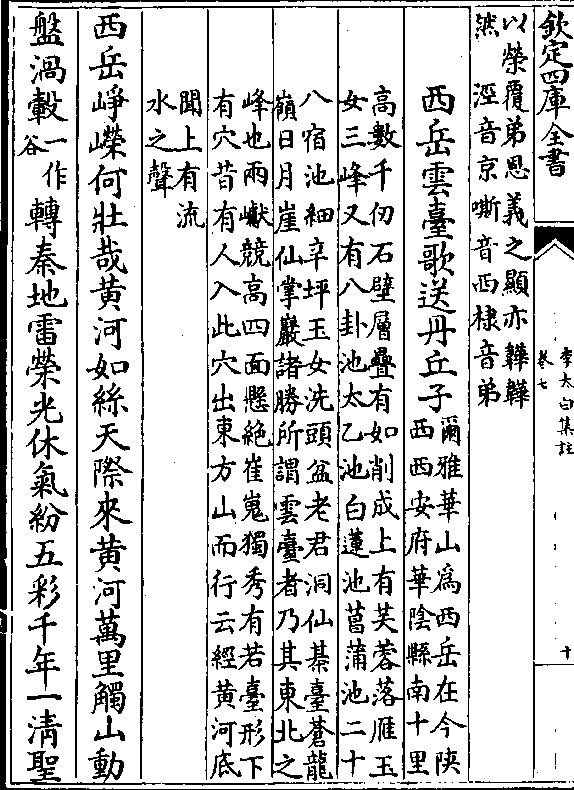 欽定四庫全書
李太白集註
卷七
十
以榮覆弟恩義之顯亦韡韡
然　淫音京嘶音西棣音弟
西岳雲臺歌送丹丘子
爾雅華山為西岳在今陝
西西安府華陰縣南十里
高數千仞石壁層疊有如削成上有芙蓉落雁玉
女三峰又有八卦池太乙池白蓮池菖蒲池二十
八宿池細辛坪玉女洗頭盆老君洞仙棊臺蒼龍
嶺日月崖仙掌巖諸勝所謂雲臺者乃其東北之
峰也兩巘競高四面懸絶崔嵬獨秀有若臺形下
有穴昔有人入此穴出東方山而行云經黄河底
聞上有流
水之聲
西岳崢嶸何壯哉黄河如絲天際來黄河萬里觸山動
盤渦轂一作谷轉秦地雷榮光休氣紛五彩千年一清聖